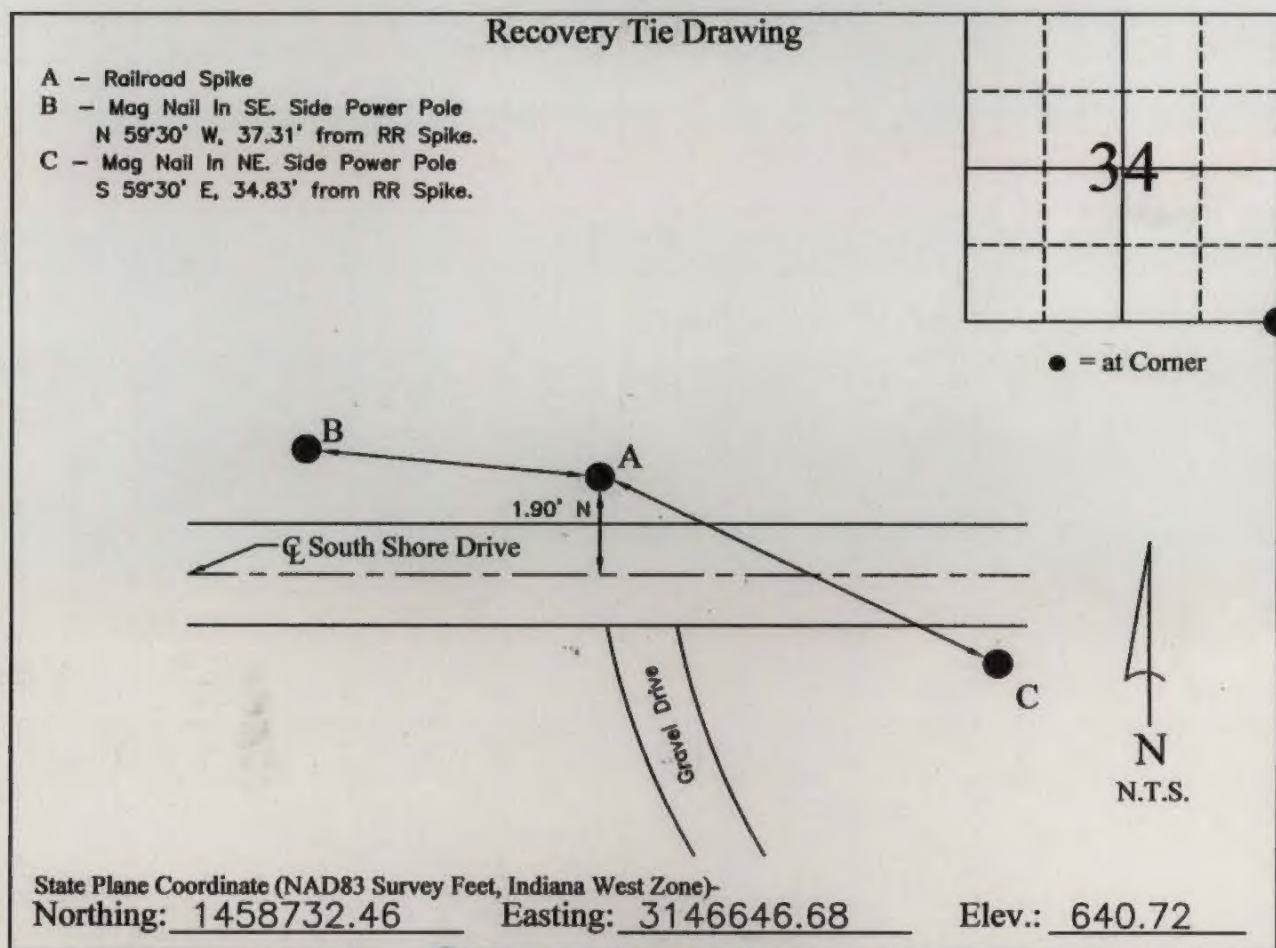 Recovery Tie Drawing
A – Railroad Spike
B – Mag Nail In SE. Side Power Pole
N 59°30' W, 37.31' from RR Spike.
C – Mag Nail In NE. Side Power Pole
S 59°30' E, 34.83' from RR Spike.
34
● = at Corner
B
A
1.90' N
℄ South Shore Drive
C
Gravel Drive
N
N.T.S.
State Plane Coordinate (NAD83 Survey Feet, Indiana West Zone)-
Northing: 1458732.46 Easting: 3146646.68 Elev.: 640.72